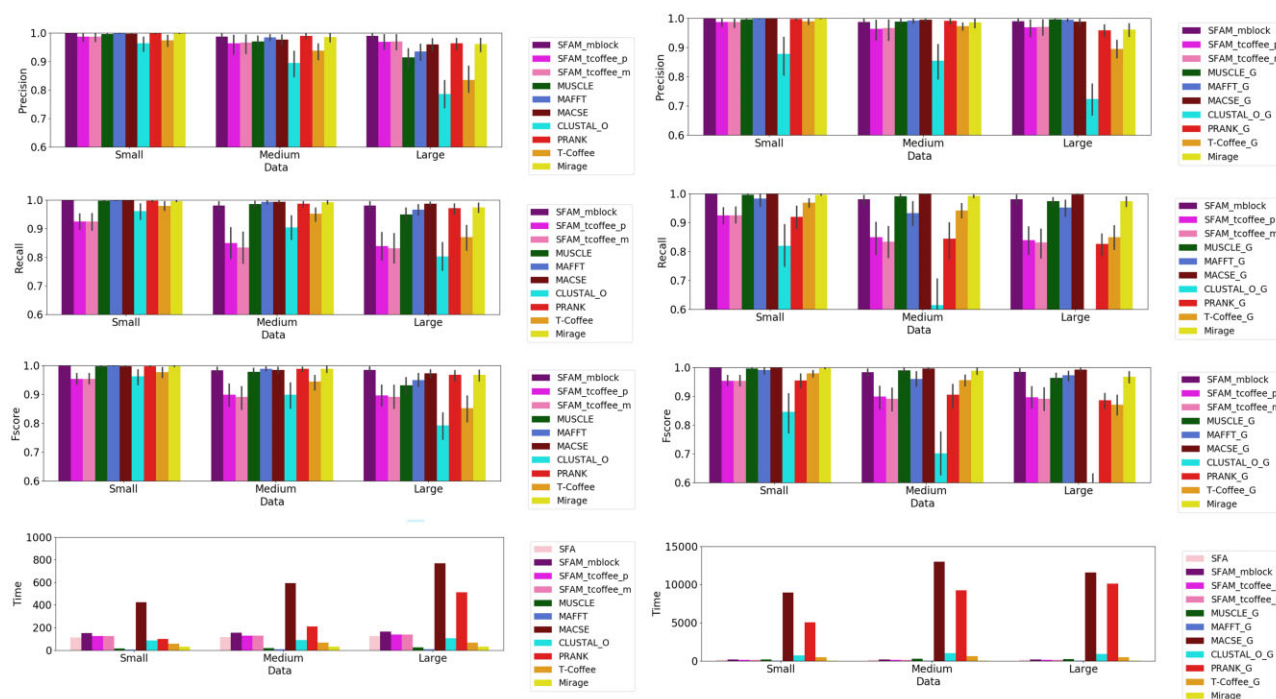 1.0
0.9
0.8
0.7
0.6
Precision
Small
Medium
Large
Data
SFAM_mblock
SFAM_tcoffee_p
SFAM_tcoffee_m
MUSCLE
MAFFT
MACSE
CLUSTAL_O
PRANK
T-Coffee
Mirage
1.0
0.9
0.8
0.7
0.6
Precision
Small
Medium
Large
Data
SFAM_mblock
SFAM_tcoffee_p
SFAM_tcoffee_m
MUSCLE_G
MAFFT_G
MACSE_G
CLUSTAL_O_G
PRANK_G
T-Coffee_G
Mirage
1.0
0.9
0.8
0.7
0.6
Recall
Small
Medium
Large
Data
SFAM_mblock
SFAM_tcoffee_p
SFAM_tcoffee_m
MUSCLE
MAFFT
MACSE
CLUSTAL_O
PRANK
T-Coffee
Mirage
1.0
0.9
0.8
0.7
0.6
Recall
Small
Medium
Large
Data
SFAM_mblock
SFAM_tcoffee_p
SFAM_tcoffee_m
MUSCLE_G
MAFFT_G
MACSE_G
CLUSTAL_O_G
PRANK_G
T-Coffee_G
Mirage
1.0
0.9
0.8
0.7
0.6
Fscore
Small
Medium
Large
Data
SFAM_mblock
SFAM_tcoffee_p
SFAM_tcoffee_m
MUSCLE
MAFFT
MACSE
CLUSTAL_O
PRANK
T-Coffee
Mirage
1.0
0.9
0.8
0.7
0.6
Fscore
Small
Medium
Large
Data
SFAM_mblock
SFAM_tcoffee_p
SFAM_tcoffee_m
MUSCLE_G
MAFFT_G
MACSE_G
CLUSTAL_O_G
PRANK_G
T-Coffee_G
Mirage
1000
800
600
400
200
0
Time
Small
Medium
Large
Data
SFA
SFAM_mblock
SFAM_tcoffee_p
SFAM_tcoffee_m
MUSCLE
MAFFT
MACSE
CLUSTAL_O
PRANK
T-Coffee
Mirage
15000
10000
5000
0
Time
Small
Medium
Large
Data
SFA
SFAM_mblock
SFAM_tcoffee_p
SFAM_tcoffee_m
MUSCLE_G
MAFFT_G
MACSE_G
CLUSTAL_O_G
PRANK_G
T-Coffee_G
Mirage